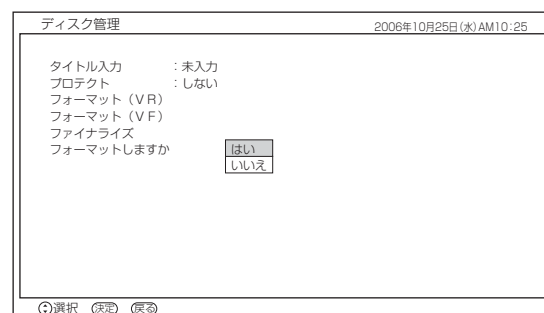 ディスク管理 2006年10月25日(水)AM10:25
タイトル入力 :未入力
プロテクト :しない
フォーマット(VR)
フォーマット(VF)
ファイナライズ
フォーマットしますか はい
いいえ
選択 決定 戻る